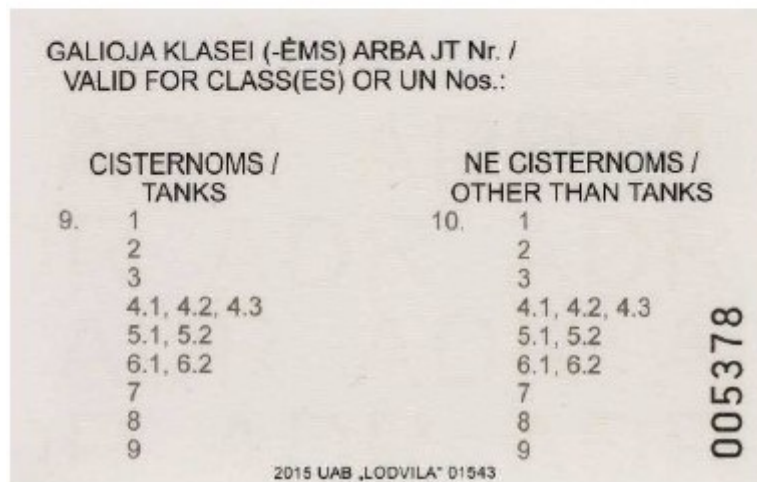 GALIOJA KLASEI (-ĖMS) ARBA JT Nr. /
VALID FOR CLASS(ES) OR UN Nos.:
CISTERNOMS /
TANKS
9. 1
2
3
4.1, 4.2, 4.3
5.1, 5.2
6.1, 6.2
7
8
9
NE CISTERNOMS /
OTHER THAN TANKS
10. 1
2
3
4.1, 4.2, 4.3
5.1, 5.2
6.1, 6.2
7
8
9
005378
2015 UAB „LODVILA“ 01543